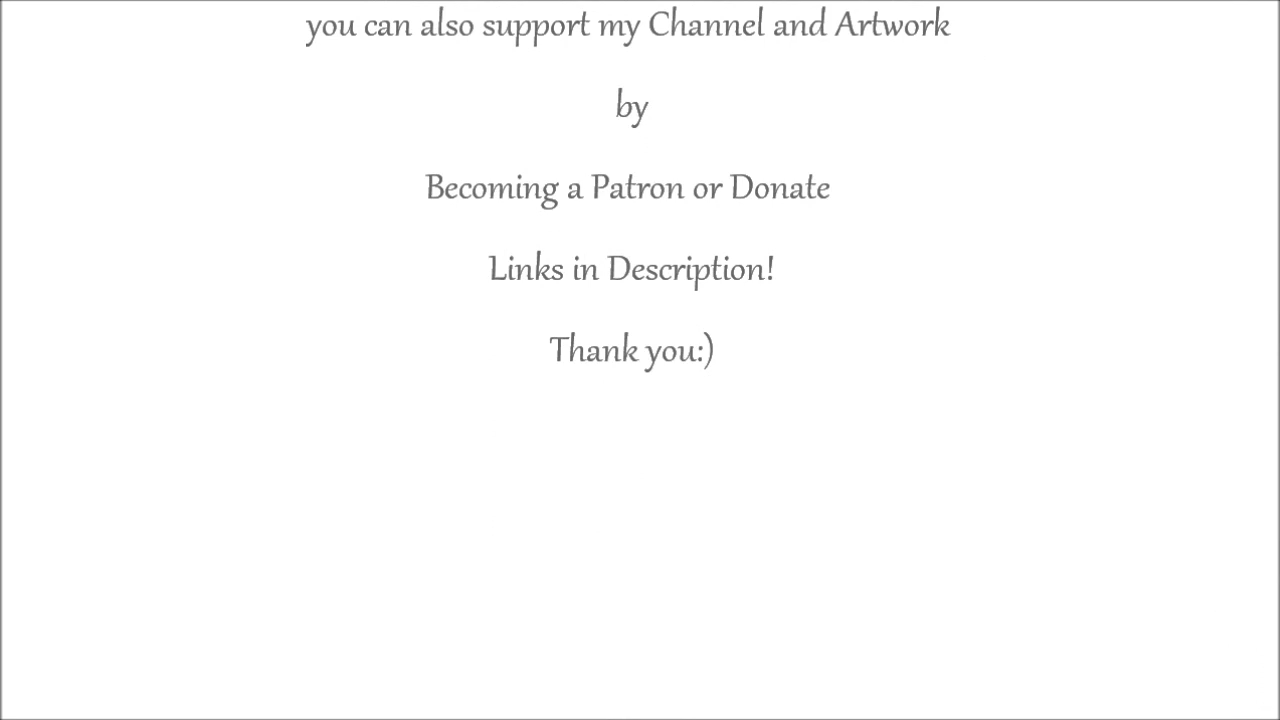 you can also support my Channel and Artwork
by
Becoming a Patron or Donate
Links in Description!
Thank you:)